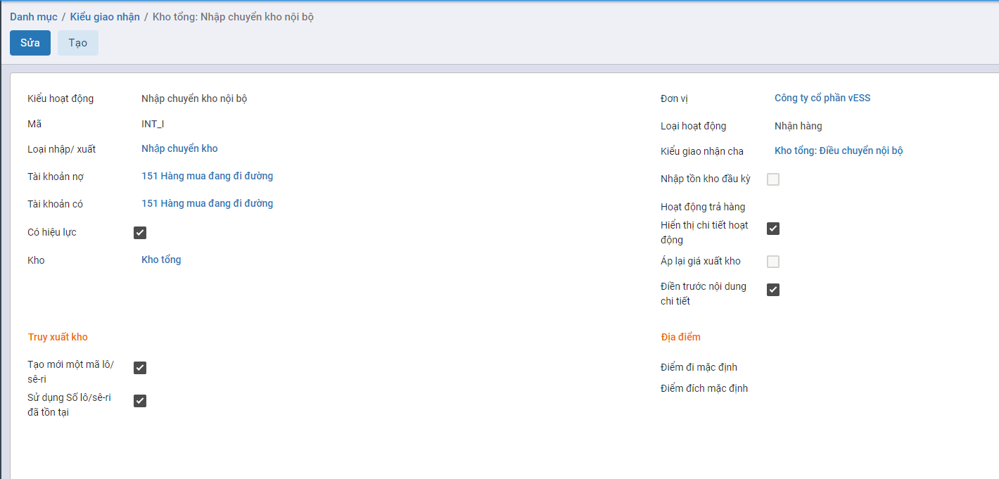 Danh mục / Kiểu giao nhận / Kho tổng: Nhập chuyển kho nội bộ
Sửa Tạo
Kiểu hoạt động Nhập chuyển kho nội bộ
Mã INT_I
Loại nhập/ xuất Nhập chuyển kho
Tài khoản nợ 151 Hàng mua đang đi đường
Tài khoản có 151 Hàng mua đang đi đường
Có hiệu lực
Kho Kho tổng
Đơn vị Công ty cổ phần vESS
Loại hoạt động Nhận hàng
Kiểu giao nhận cha Kho tổng: Điều chuyển nội bộ
Nhập tồn kho đầu kỳ
Hoạt động trả hàng
Hiển thị chi tiết hoạt
động
Áp lại giá xuất kho
Điền trước nội dung
chi tiết
Truy xuất kho
Tạo mới một mã lô/
sê-ri
Sử dụng Số lô/sê-ri
đã tồn tại
Địa điểm
Điểm đi mặc định
Điểm đích mặc định